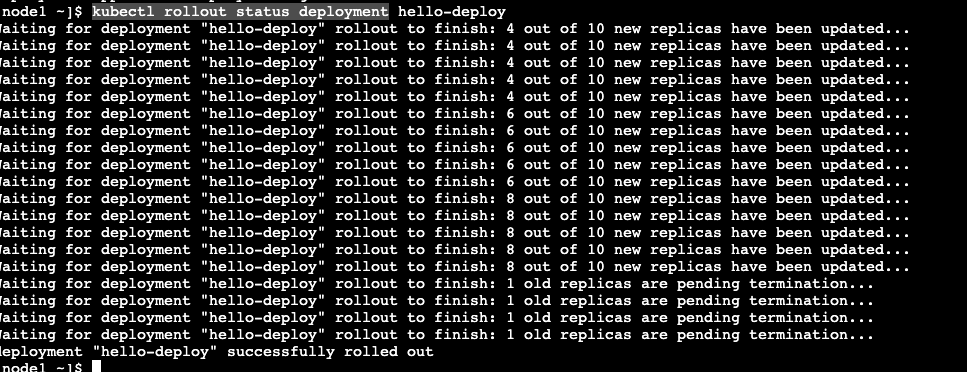 node1 ~]$ kubectl rollout status deployment hello-deploy
Waiting for deployment "hello-deploy" rollout to finish: 4 out of 10 new replicas have been updated...
Waiting for deployment "hello-deploy" rollout to finish: 4 out of 10 new replicas have been updated...
Waiting for deployment "hello-deploy" rollout to finish: 4 out of 10 new replicas have been updated...
Waiting for deployment "hello-deploy" rollout to finish: 4 out of 10 new replicas have been updated...
Waiting for deployment "hello-deploy" rollout to finish: 4 out of 10 new replicas have been updated...
Waiting for deployment "hello-deploy" rollout to finish: 6 out of 10 new replicas have been updated...
Waiting for deployment "hello-deploy" rollout to finish: 6 out of 10 new replicas have been updated...
Waiting for deployment "hello-deploy" rollout to finish: 6 out of 10 new replicas have been updated...
Waiting for deployment "hello-deploy" rollout to finish: 6 out of 10 new replicas have been updated...
Waiting for deployment "hello-deploy" rollout to finish: 6 out of 10 new replicas have been updated...
Waiting for deployment "hello-deploy" rollout to finish: 8 out of 10 new replicas have been updated...
Waiting for deployment "hello-deploy" rollout to finish: 8 out of 10 new replicas have been updated...
Waiting for deployment "hello-deploy" rollout to finish: 8 out of 10 new replicas have been updated...
Waiting for deployment "hello-deploy" rollout to finish: 8 out of 10 new replicas have been updated...
Waiting for deployment "hello-deploy" rollout to finish: 8 out of 10 new replicas have been updated...
Waiting for deployment "hello-deploy" rollout to finish: 1 old replicas are pending termination...
Waiting for deployment "hello-deploy" rollout to finish: 1 old replicas are pending termination...
Waiting for deployment "hello-deploy" rollout to finish: 1 old replicas are pending termination...
Waiting for deployment "hello-deploy" rollout to finish: 1 old replicas are pending termination...
deployment "hello-deploy" successfully rolled out
node1 ~]$